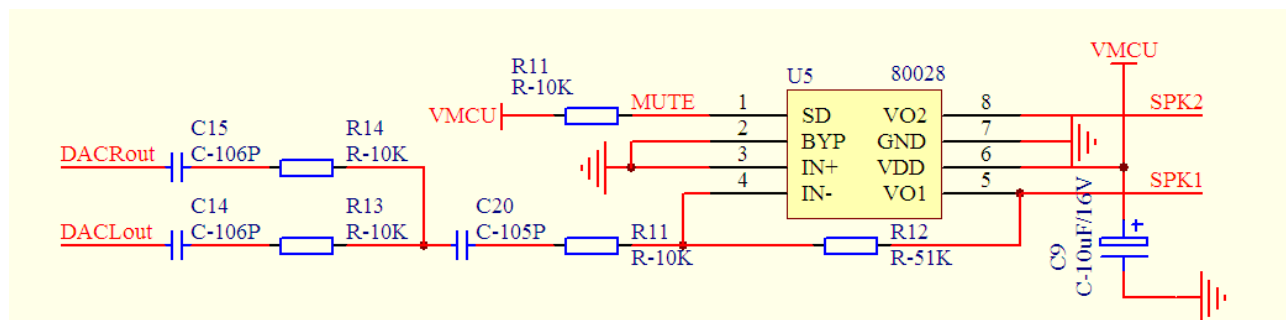 VMCU
R11
R-10K
U5
80028
VMCU
MUTE
1
SD
VO2
8
SPK2
C15
C-106P
R14
R-10K
2
BYP
GND
7
DACRout
3
IN+
VDD
6
4
IN-
VO1
5
SPK1
C14
C-106P
R13
R-10K
C20
C-105P
DACLout
R11
R-10K
R12
R-51K
+
C9
C-10uF/16V